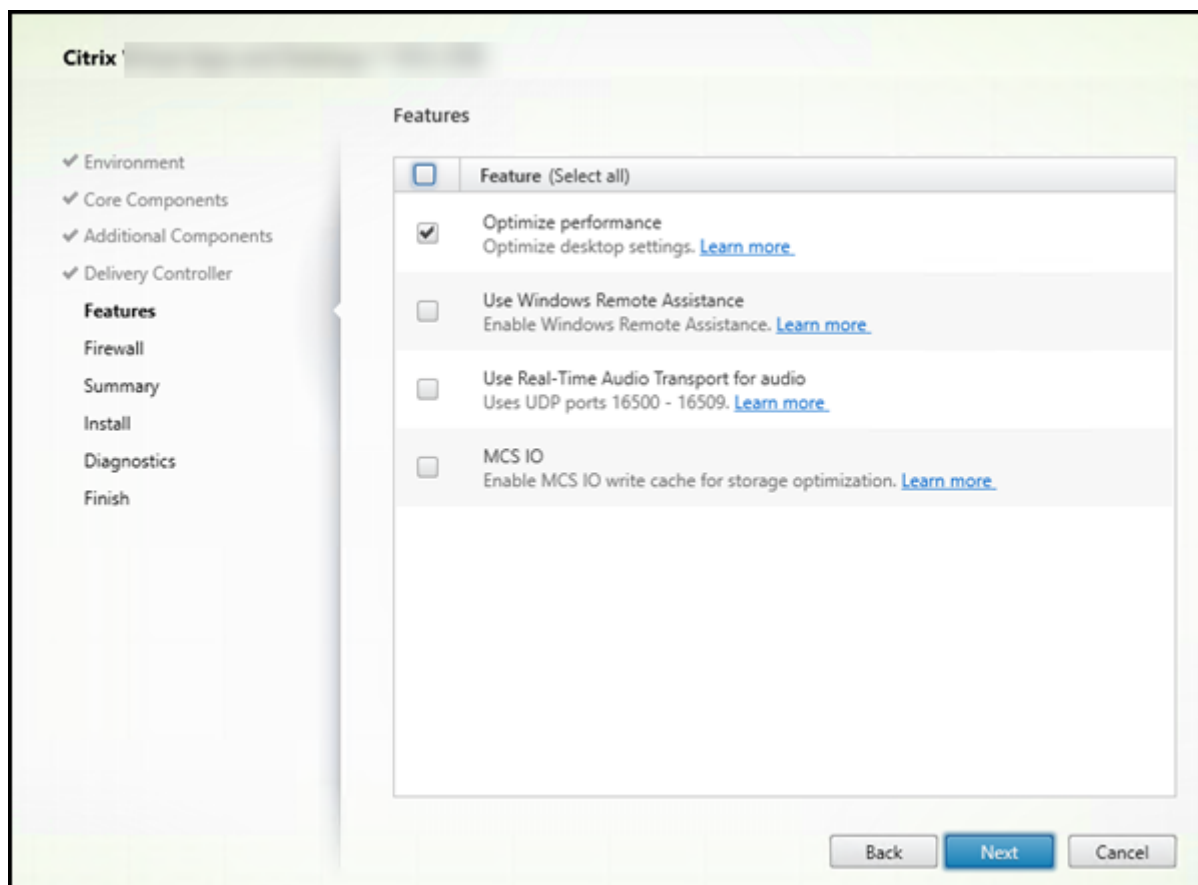 Citrix
Features
Environment
Core Components
Additional Components
Delivery Controller
Features
Firewall
Summary
Install
Diagnostics
Finish
Feature (Select all)
Optimize performance
Optimize desktop settings. Learn more
Use Windows Remote Assistance
Enable Windows Remote Assistance. Learn more
Use Real-Time Audio Transport for audio
Uses UDP ports 16500 - 16509. Learn more
MCS IO
Enable MCS IO write cache for storage optimization. Learn more
Back
Next
Cancel